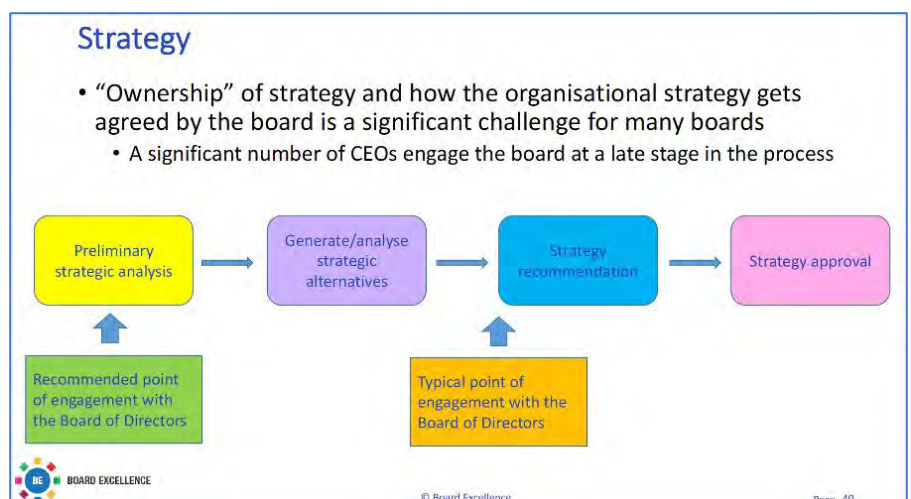 Strategy
• “Ownership” of strategy and how the organisational strategy gets
agreed by the board is a significant challenge for many boards
• A significant number of CEOs engage the board at a late stage in the process
Preliminary
strategic analysis
Generate/analyse
strategic
alternatives
Strategy
recommendation
Strategy approval
Recommended point
of engagement with
the Board of Directors
Typical point of
engagement with the
Board of Directors
BE BOARD EXCELLENCE
© Board Excellence
Page 49